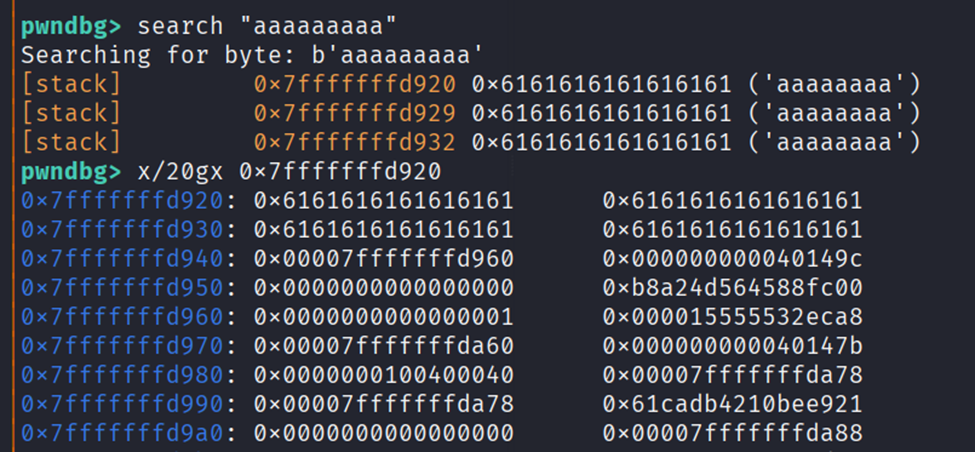 pwndbg> search "aaaaaaaaa"
Searching for byte: b'aaaaaaaaa'
[stack] 0x7fffffffd920 0x6161616161616161 ('aaaaaaaa')
[stack] 0x7fffffffd929 0x6161616161616161 ('aaaaaaaa')
[stack] 0x7fffffffd932 0x6161616161616161 ('aaaaaaaa')
pwndbg> x/20gx 0x7fffffffd920
0x7fffffffd920: 0x6161616161616161 0x6161616161616161
0x7fffffffd930: 0x6161616161616161 0x6161616161616161
0x7fffffffd940: 0x00007fffffffd960 0x000000000040149c
0x7fffffffd950: 0x0000000000000000 0xb8a24d564588fc00
0x7fffffffd960: 0x0000000000000001 0x000015555532eca8
0x7fffffffd970: 0x00007fffffffda60 0x000000000040147b
0x7fffffffd980: 0x0000000100400040 0x00007fffffffda78
0x7fffffffd990: 0x00007fffffffda78 0x61cadb4210bee921
0x7fffffffd9a0: 0x0000000000000000 0x00007fffffffda88